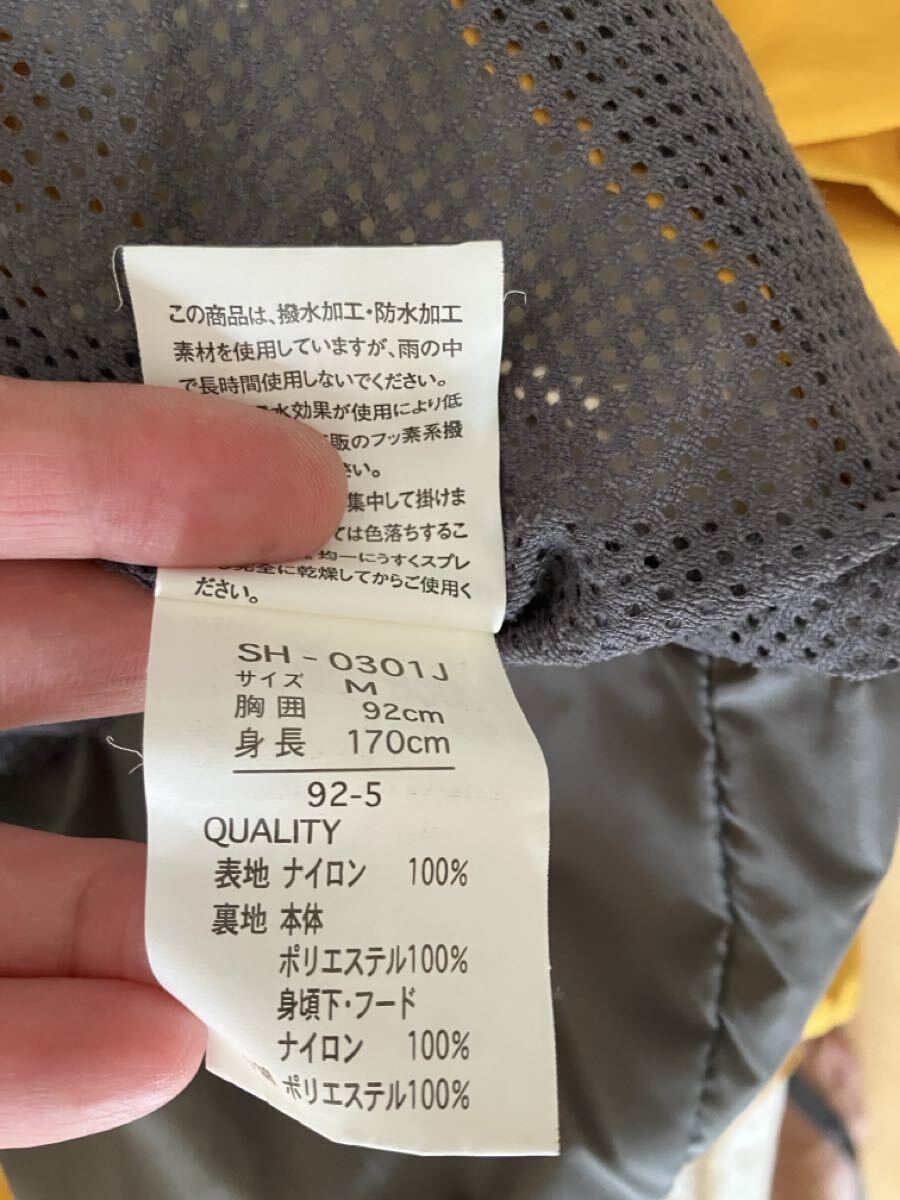 この商品は、撥水加工・防水加工
素材を使用していますが、雨の中
で長時間使用しないでください。
水効果が使用により低
販のフッ素系撥
さい。
集中して掛けま
ては色落ちするこ
均一にうすくスプレ
完全に乾燥してからご使用く
ださい。
SH-0301J
サイズ M
胸囲 92cm
身長 170cm
92-5
QUALITY
表地 ナイロン 100%
裏地 本体
ポリエステル100%
身頃下・フード
ナイロン 100%
ポリエステル100%